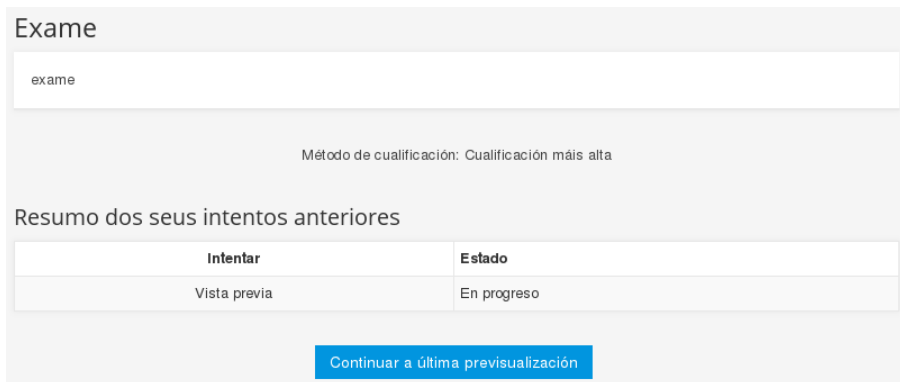 Exame
exame
Método de cualificación: Cualificación máis alta
Resumo dos seus intentos anteriores
Intentar Estado
Vista previa En progreso
Continuar a última previsualización